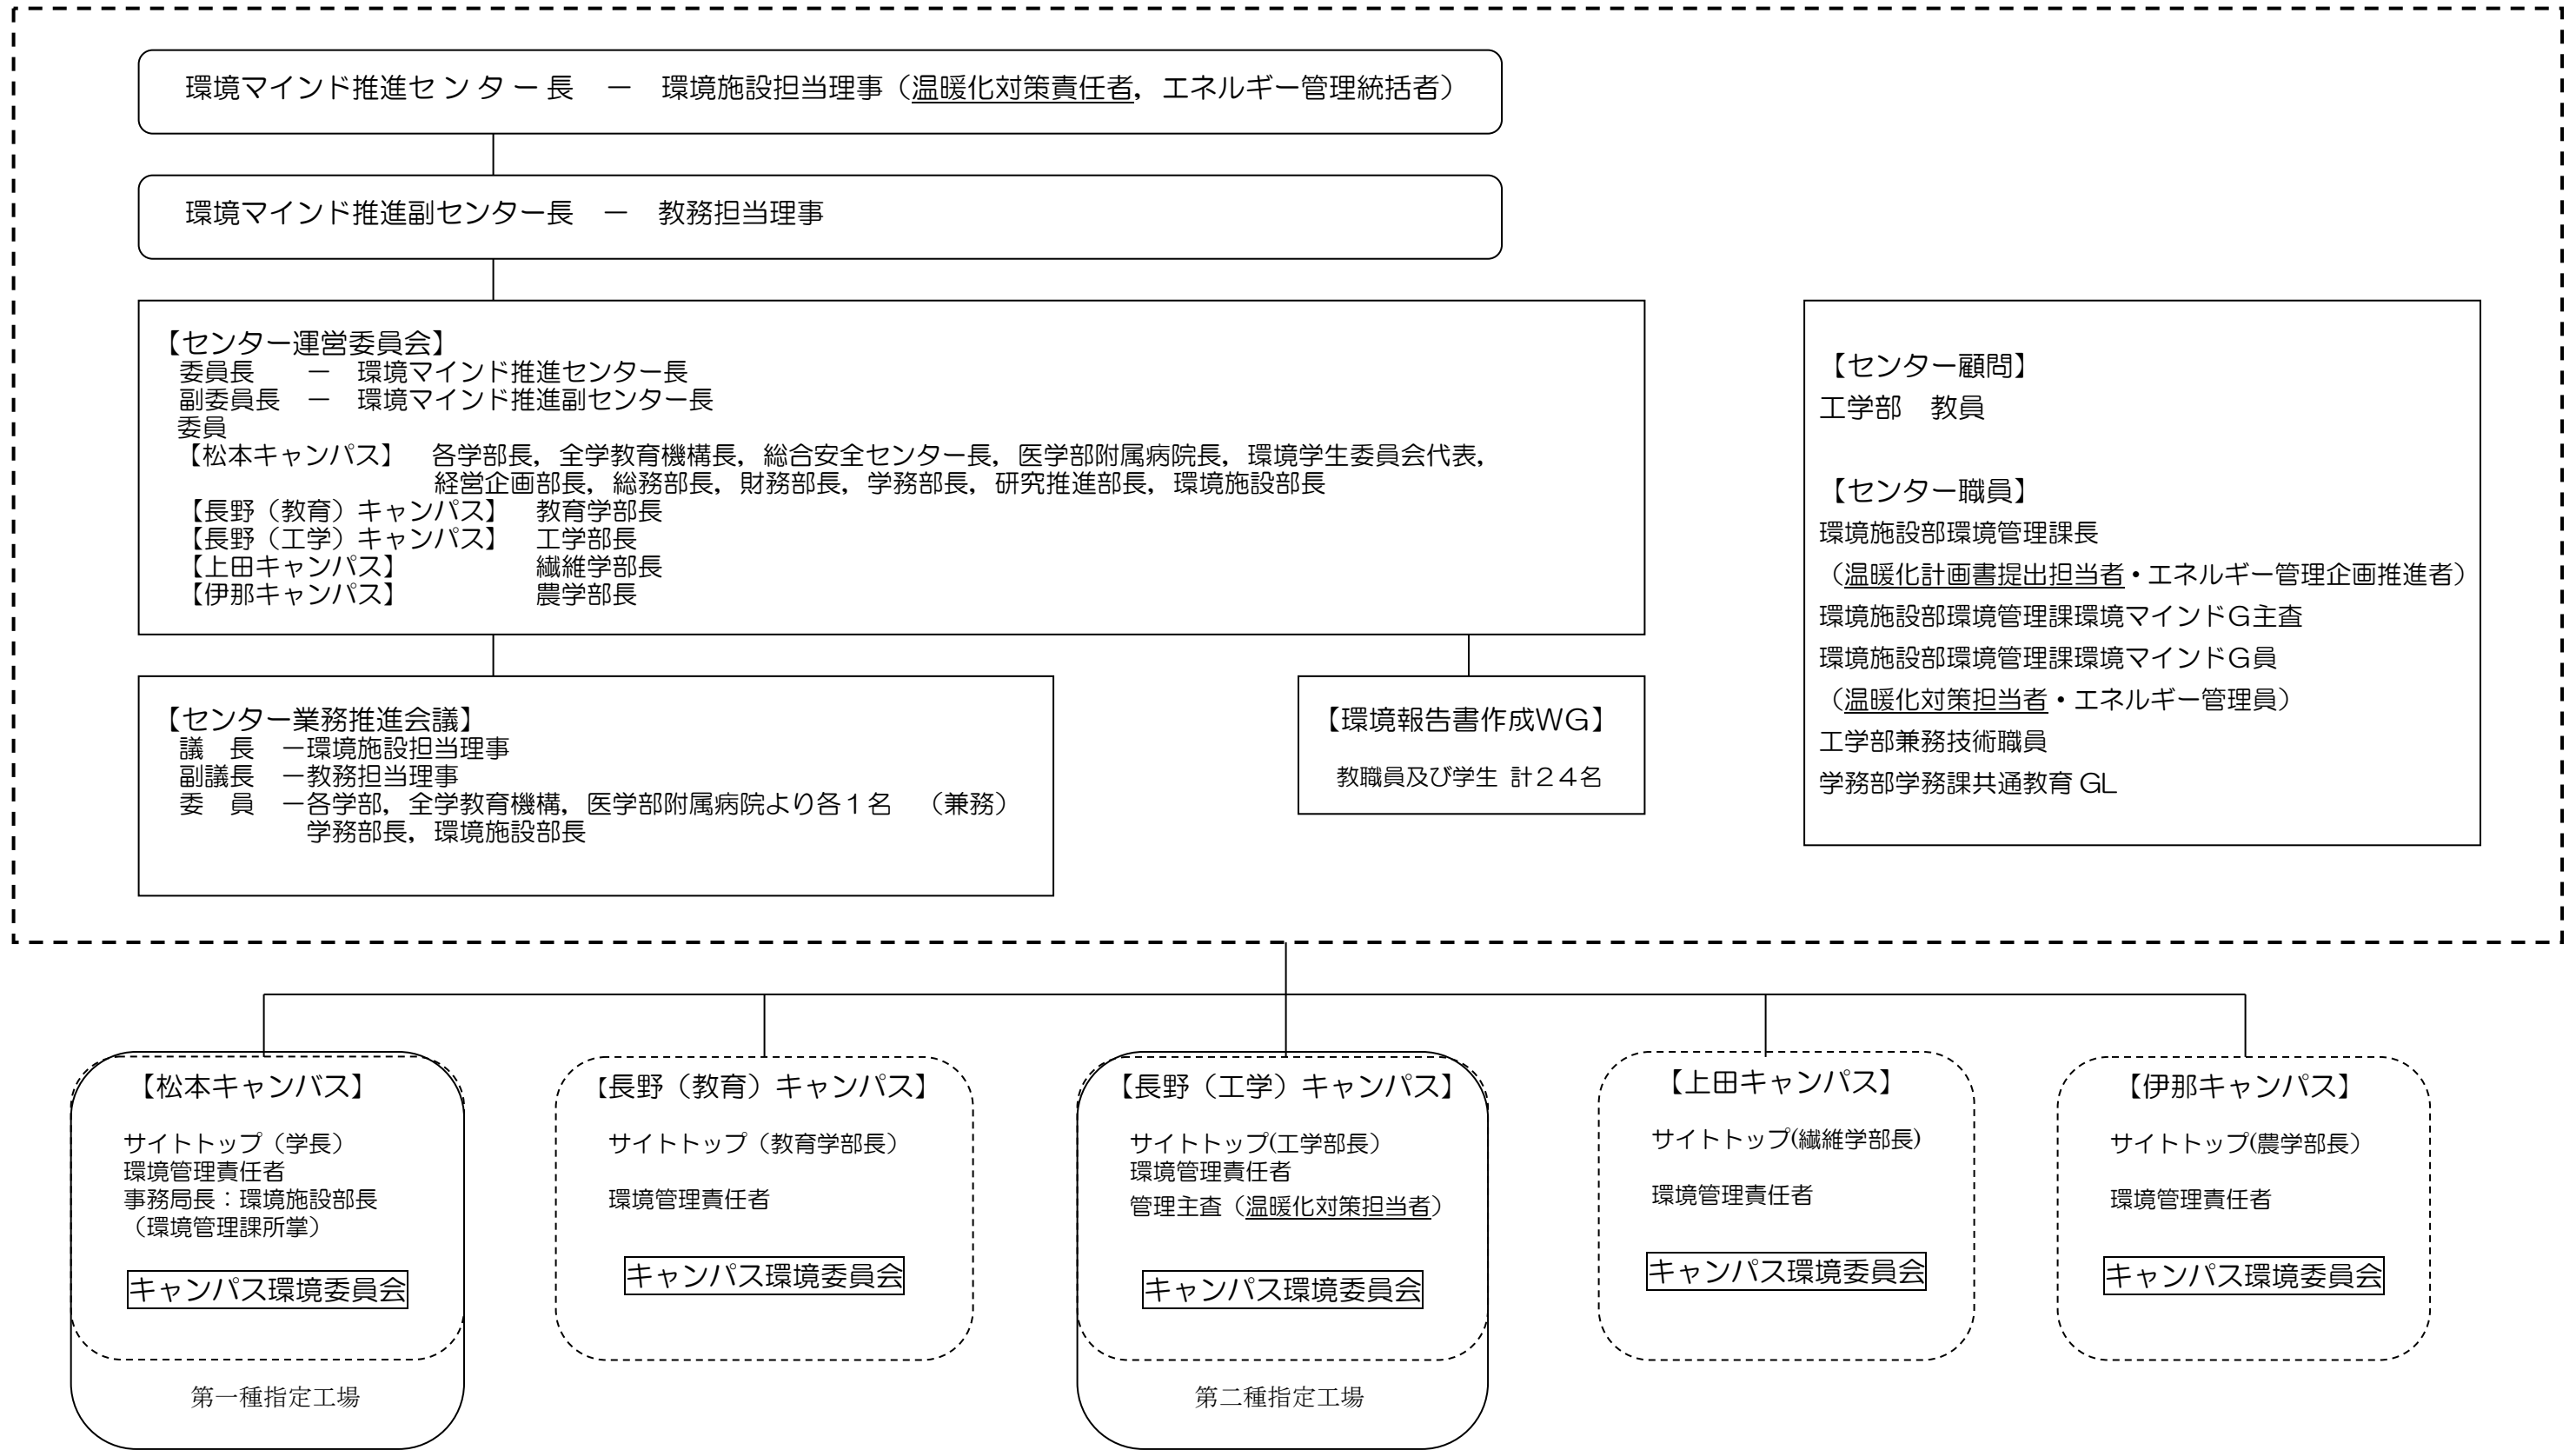 環境マインド推進センター長　－　環境施設担当理事（温暖化対策責任者，エネルギー管理統括者）
環境マインド推進副センター長　－　教務担当理事
【センター運営委員会】
委員長　　－　環境マインド推進センター長
副委員長　－　環境マインド推進副センター長
委員
【松本キャンパス】　各学部長，全学教育機構長，総合安全センター長，医学部附属病院長，環境学生委員会代表，
経営企画部長，総務部長，財務部長，学務部長，研究推進部長，環境施設部長
【長野（教育）キャンパス】　教育学部長
【長野（工学）キャンパス】　工学部長
【上田キャンパス】　繊維学部長
【伊那キャンパス】　農学部長
【センター顧問】
工学部　教員
【センター職員】
環境施設部環境管理課長
（温暖化計画書提出担当者・エネルギー管理企画推進者）
環境施設部環境管理課環境マインドＧ主査
環境施設部環境管理課環境マインドＧ員
（温暖化対策担当者・エネルギー管理員）
工学部兼務技術職員
学務部学務課共通教育 GL
【センター業務推進会議】
議　長　－環境施設担当理事
副議長　－教務担当理事
委　員　－各学部，全学教育機構，医学部附属病院より各１名　（兼務）
学務部長，環境施設部長
【環境報告書作成ＷＧ】
教職員及び学生 計２４名
【松本キャンバス】
サイトトップ（学長）
環境管理責任者
事務局長：環境施設部長
（環境管理課所掌）
キャンパス環境委員会
第一種指定工場
【長野（教育）キャンパス】
サイトトップ（教育学部長）
環境管理責任者
キャンパス環境委員会
【長野（工学）キャンパス】
サイトトップ(工学部長）
環境管理責任者
管理主査（温暖化対策担当者）
キャンパス環境委員会
第二種指定工場
【上田キャンパス】
サイトトップ(繊維学部長)
環境管理責任者
キャンパス環境委員会
【伊那キャンパス】
サイトトップ(農学部長）
環境管理責任者
キャンパス環境委員会